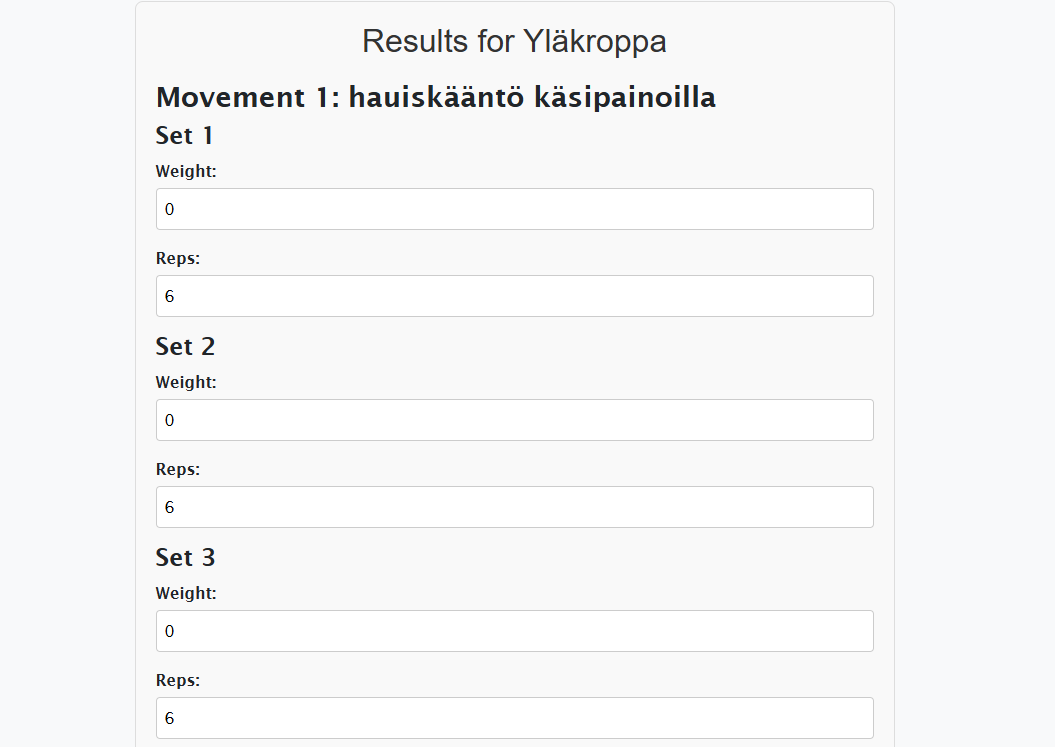 Results for Yläkroppa
Movement 1: hauiskääntö käsipainoilla
Set 1
Weight:
0
Reps:
6
Set 2
Weight:
0
Reps:
6
Set 3
Weight:
0
Reps:
6